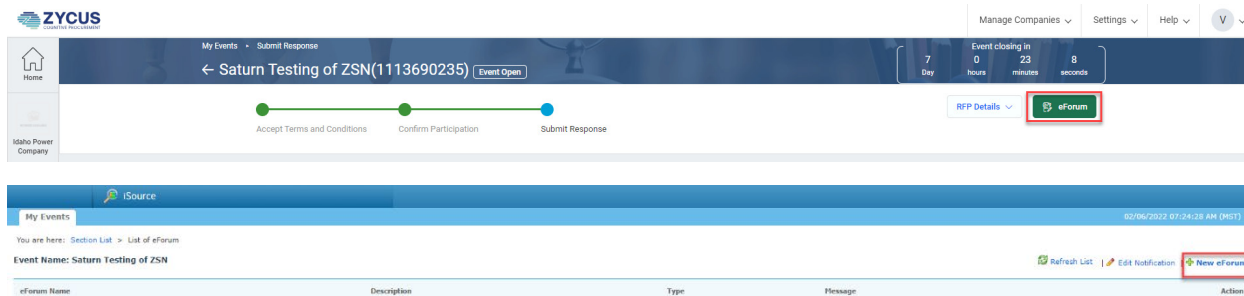 ZYCUS
COGNITIVE PROCUREMENT
Manage Companies
Settings
Help
V
Home
My Events • Submit Response
← Saturn Testing of ZSN(1113690235) Event Open
Event closing in
7 0 23 8
Day hours minutes seconds
Accept Terms and Conditions
Confirm Participation
Submit Response
RFP Details
eForum
Idaho Power
Company
iSource
My Events
02/06/2022 07:24:28 AM (MST)
You are here: Section List > List of eForum
Event Name: Saturn Testing of ZSN
Refresh List | Edit Notification | New eForum
eForum Name Description Type Message Action